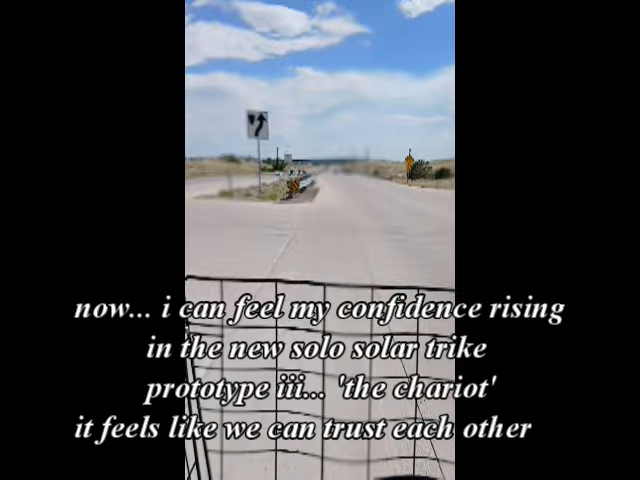 now... i can feel my confidence rising
in the new solo solar trike
prototype iii... 'the chariot'
it feels like we can trust each other